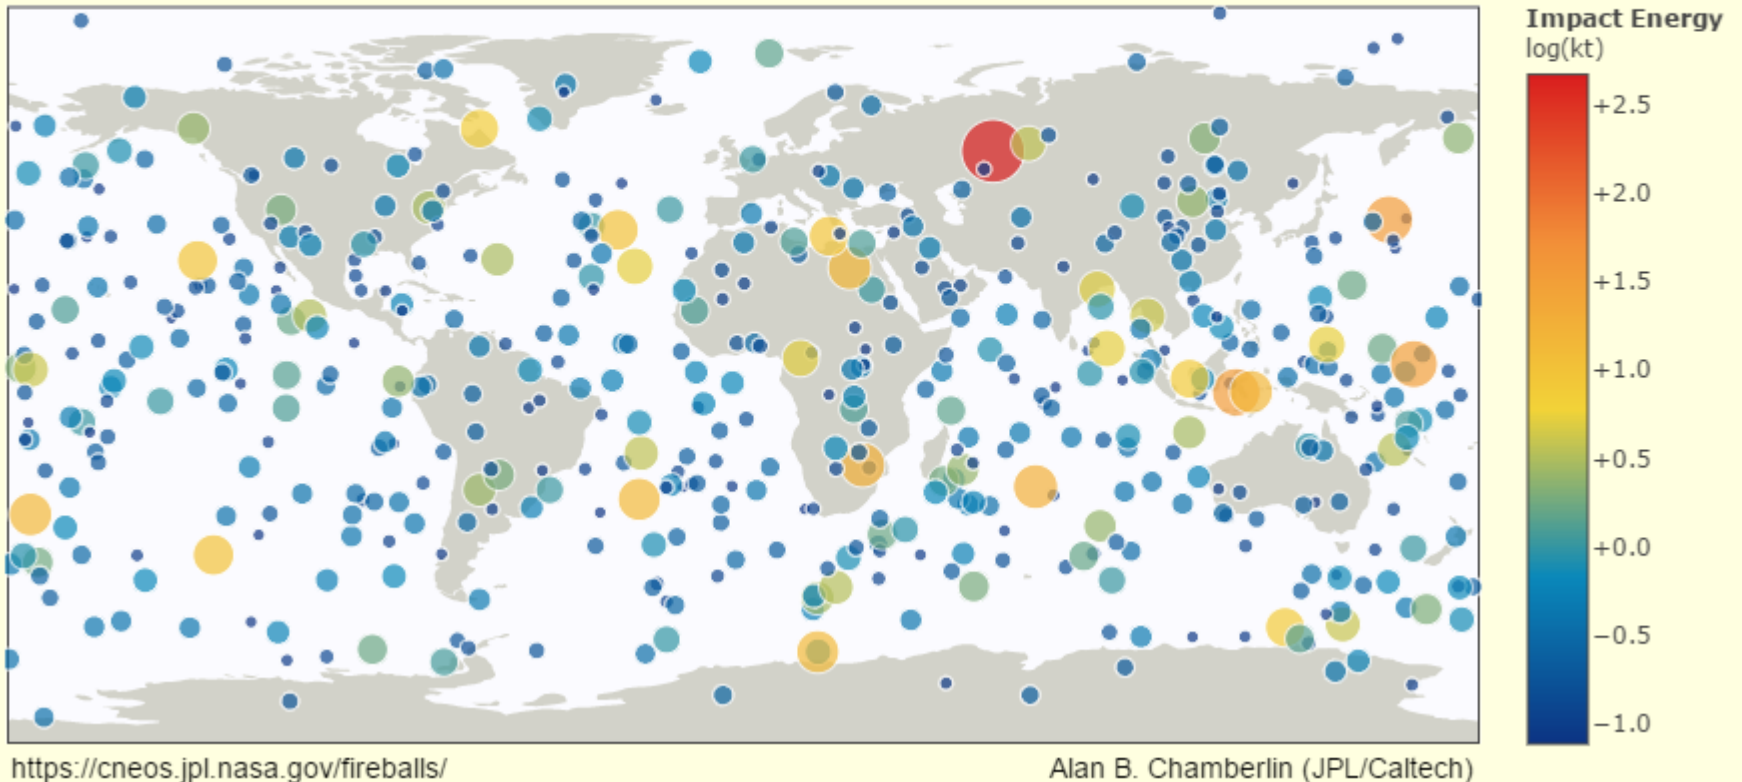 Impact Energy
log(kt)
+2.5
+2.0
+1.5
+1.0
+0.5
+0.0
−0.5
−1.0
https://cneos.jpl.nasa.gov/fireballs/
Alan B. Chamberlin (JPL/Caltech)